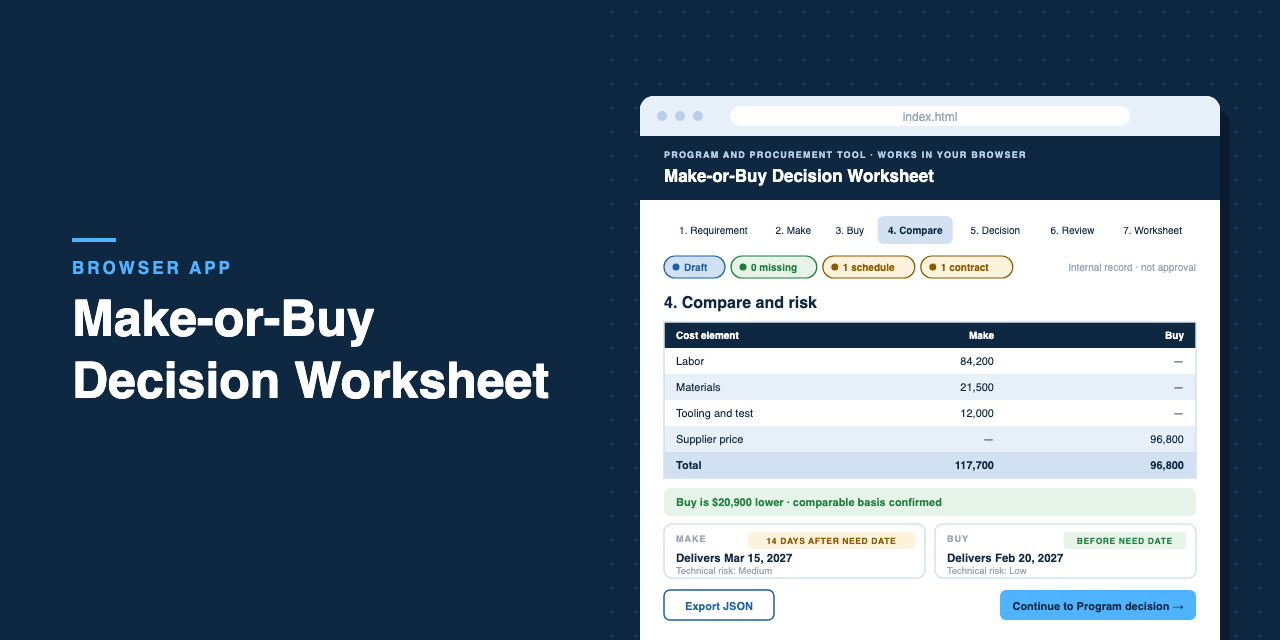 BROWSER APP
Make-or-Buy
Decision Worksheet
index.html
PROGRAM AND PROCUREMENT TOOL · WORKS IN YOUR BROWSER
Make-or-Buy Decision Worksheet
1. Requirement 2. Make 3. Buy 4. Compare 5. Decision 6. Review 7. Worksheet
Draft 0 missing 1 schedule 1 contract Internal record · not approval
4. Compare and risk
Cost element Make Buy
Labor 84,200 —
Materials 21,500 —
Tooling and test 12,000 —
Supplier price — 96,800
Total 117,700 96,800
Buy is $20,900 lower · comparable basis confirmed
MAKE 14 DAYS AFTER NEED DATE
Delivers Mar 15, 2027
Technical risk: Medium
BUY BEFORE NEED DATE
Delivers Feb 20, 2027
Technical risk: Low
Export JSON Continue to Program decision →